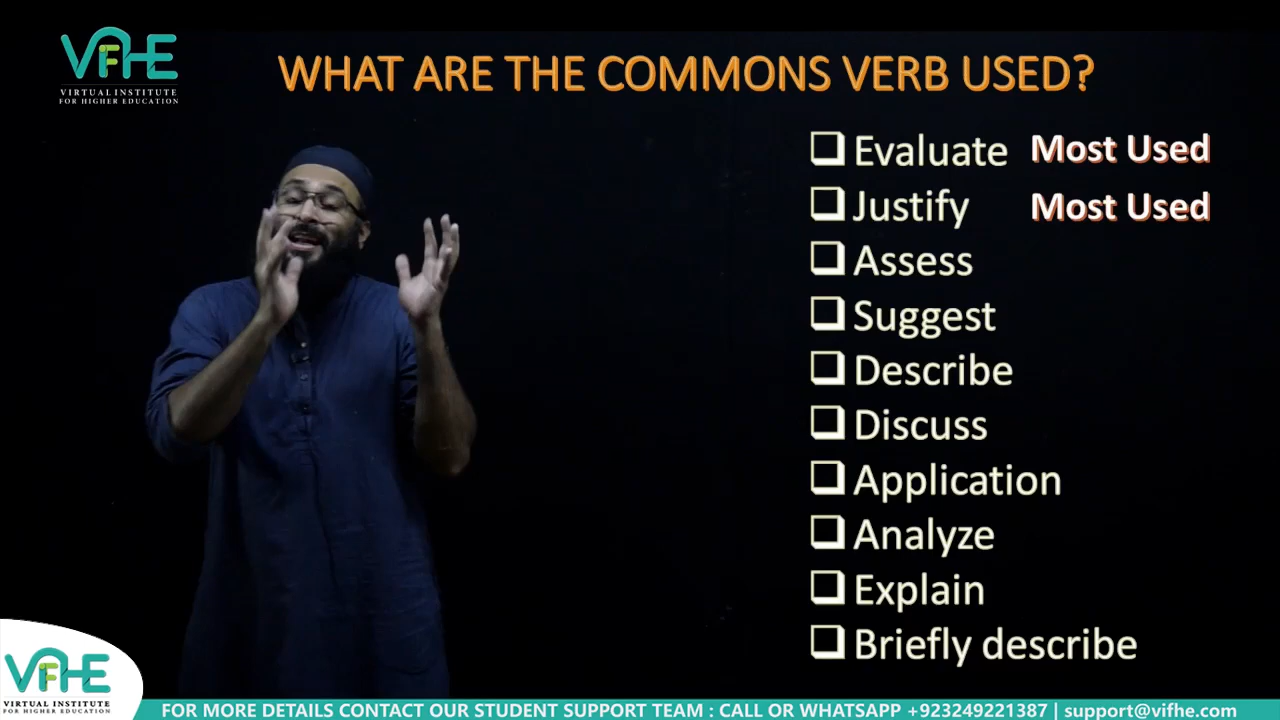 VIFHE
VIRTUAL INSTITUTE
FOR HIGHER EDUCATION
WHAT ARE THE COMMONS VERB USED?
Evaluate Most Used
Justify Most Used
Assess
Suggest
Describe
Discuss
Application
Analyze
Explain
Briefly describe
VIFHE
VIRTUAL INSTITUTE
FOR HIGHER EDUCATION
FOR MORE DETAILS CONTACT OUR STUDENT SUPPORT TEAM : CALL OR WHATSAPP +923249221387 | support@vifhe.com